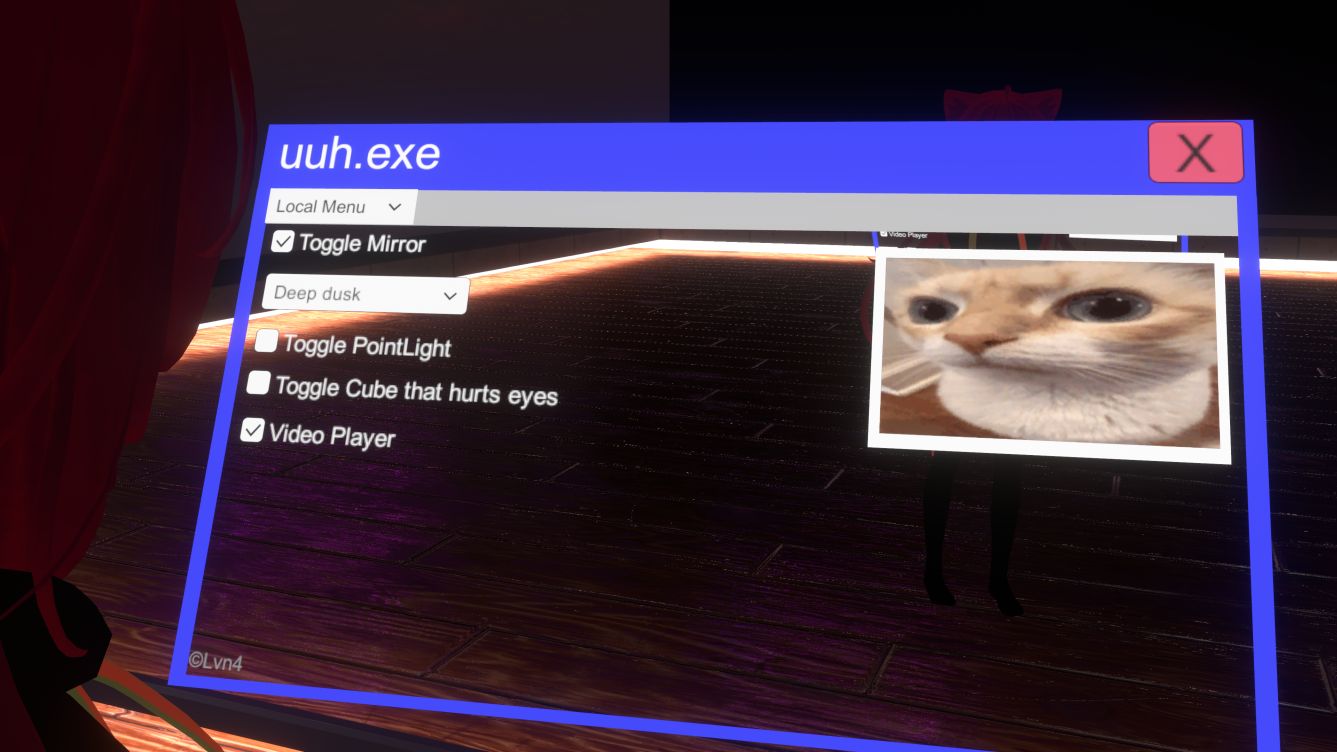 uuh.exe
X
Local Menu
Toggle Mirror
Video Player
Deep dusk
Toggle PointLight
Toggle Cube that hurts eyes
Video Player
©Lvn4